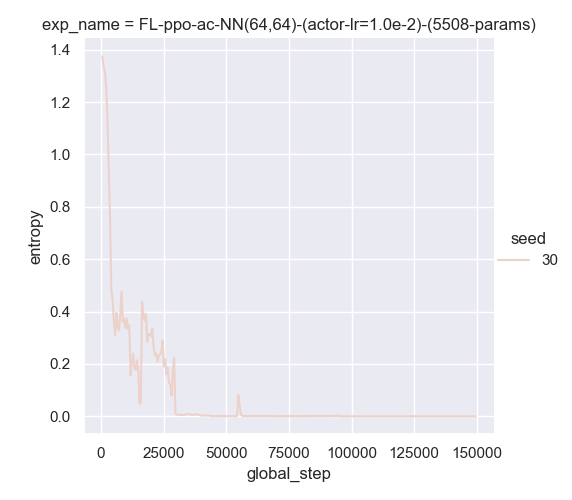 exp_name = FL-ppo-ac-NN(64,64)-(actor-lr=1.0e-2)-(5508-params)
1.4
1.2
1.0
0.8
0.6
0.4
0.2
0.0
entropy
0 25000 50000 75000 100000 125000 150000
global_step
seed
30